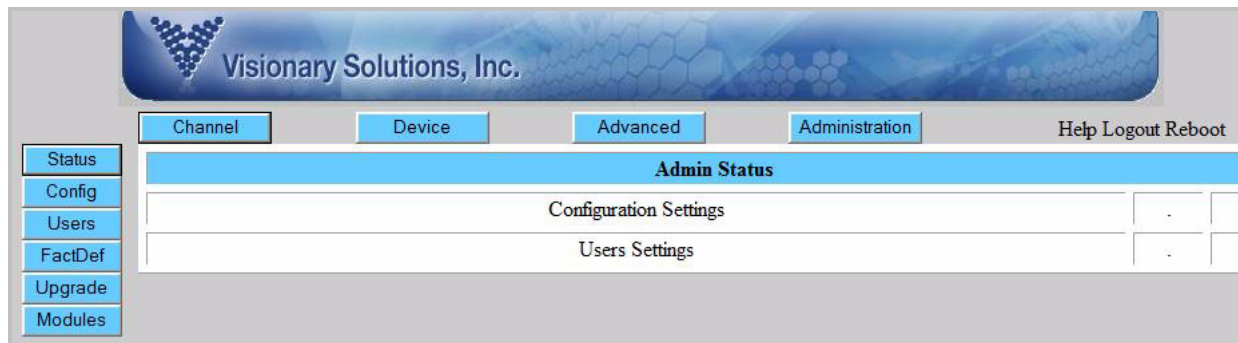 Visionary Solutions, Inc.
Channel Device Advanced Administration Help Logout Reboot
Status
Config
Users
FactDef
Upgrade
Modules
Admin Status
Configuration Settings .
Users Settings .